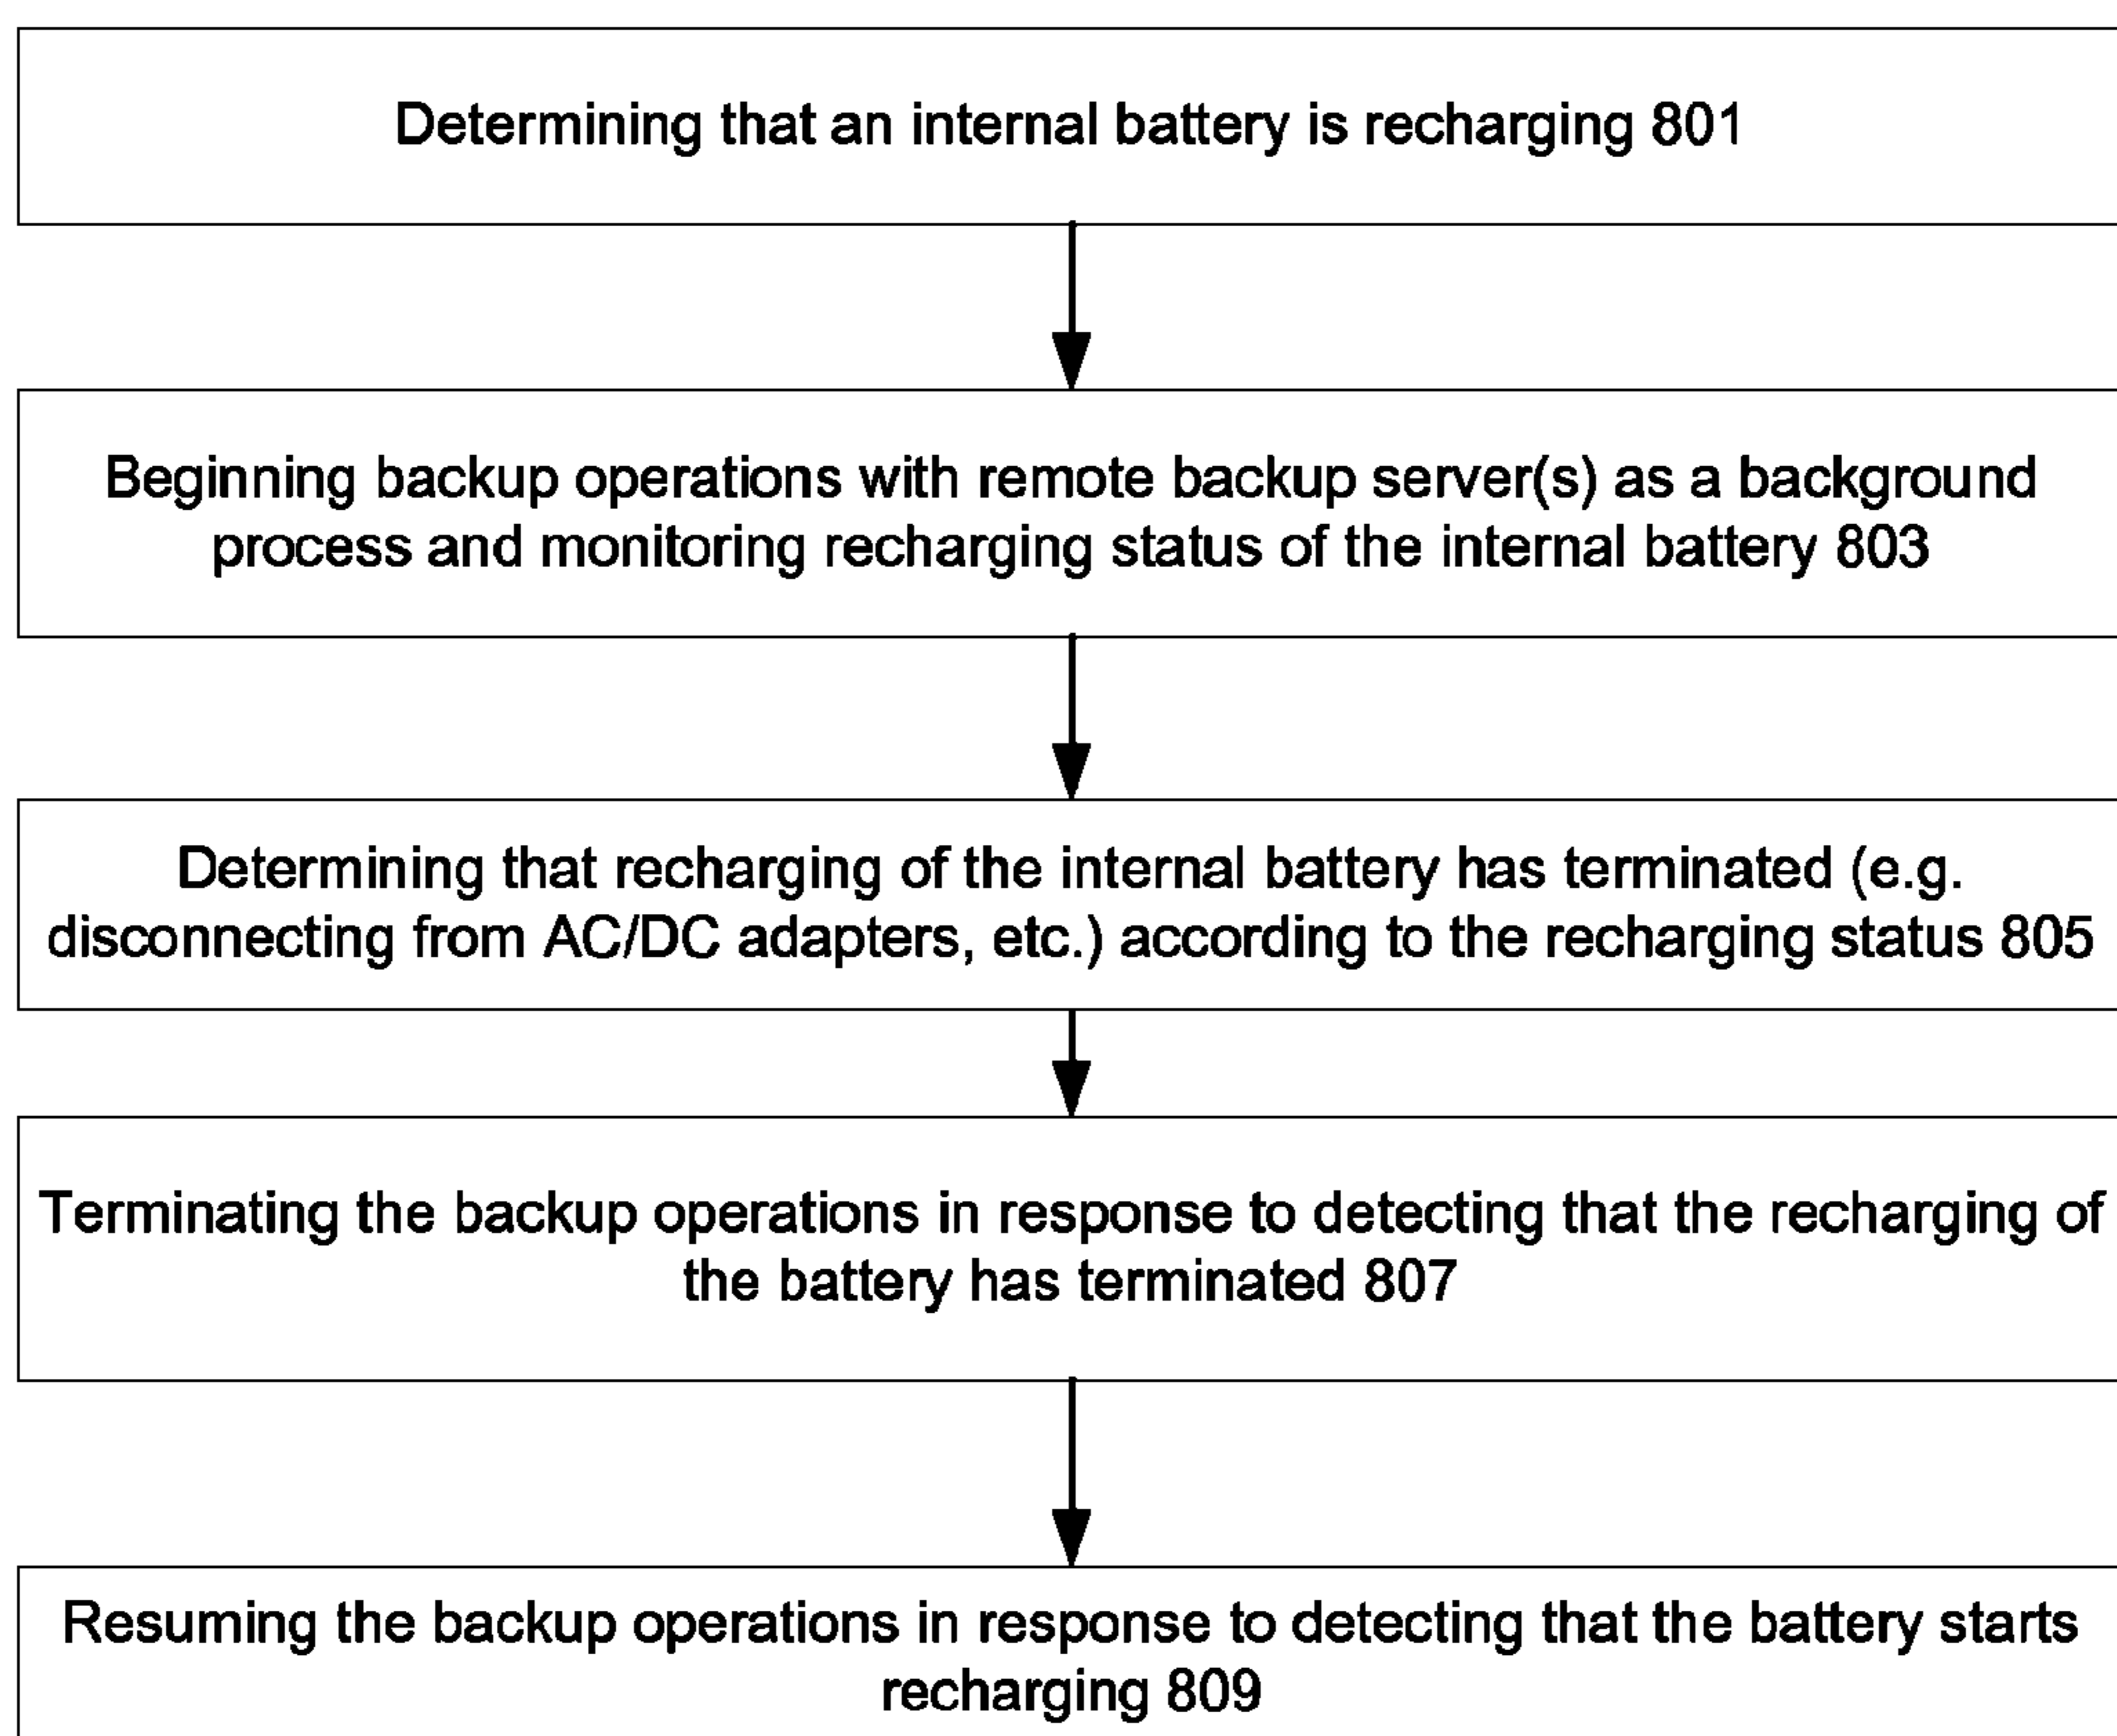 Determining that an internal battery is recharging 801
Beginning backup operations with remote backup server(s) as a background
process and monitoring recharging status of the internal battery 803
Determining that recharging of the internal battery has terminated (e.g.
disconnecting from AC/DC adapters, etc.) according to the recharging status 805
Terminating the backup operations in response to detecting that the recharging of
the battery has terminated 807
Resuming the backup operations in response to detecting that the battery starts
recharging 809